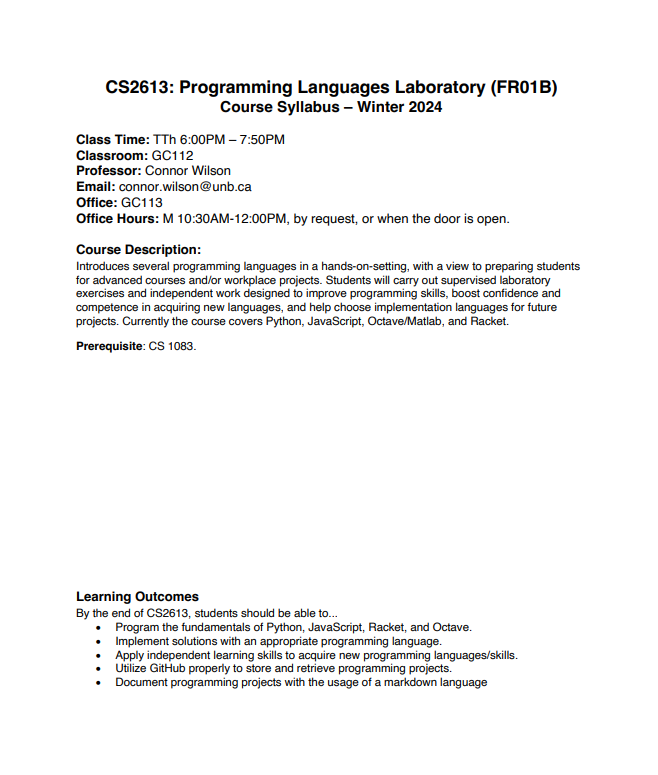 CS2613: Programming Languages Laboratory (FR01B)
Course Syllabus – Winter 2024
Class Time: TTh 6:00PM – 7:50PM
Classroom: GC112
Professor: Connor Wilson
Email: connor.wilson@unb.ca
Office: GC113
Office Hours: M 10:30AM-12:00PM, by request, or when the door is open.
Course Description:
Introduces several programming languages in a hands-on-setting, with a view to preparing students
for advanced courses and/or workplace projects. Students will carry out supervised laboratory
exercises and independent work designed to improve programming skills, boost confidence and
competence in acquiring new languages, and help choose implementation languages for future
projects. Currently the course covers Python, JavaScript, Octave/Matlab, and Racket.
Prerequisite: CS 1083.
Learning Outcomes
By the end of CS2613, students should be able to...
• Program the fundamentals of Python, JavaScript, Racket, and Octave.
• Implement solutions with an appropriate programming language.
• Apply independent learning skills to acquire new programming languages/skills.
• Utilize GitHub properly to store and retrieve programming projects.
• Document programming projects with the usage of a markdown language